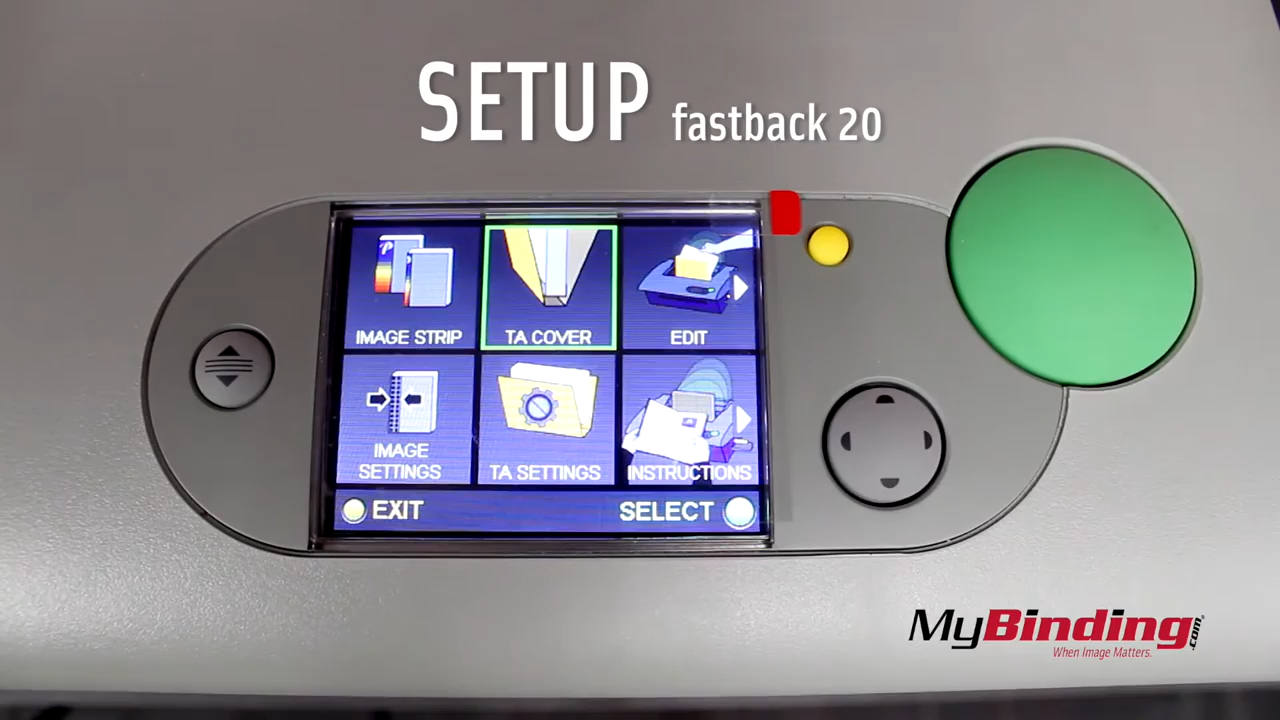 SETUP fastback 20
IMAGE STRIP
TA COVER
EDIT
IMAGE
SETTINGS
TA SETTINGS
INSTRUCTIONS
EXIT
SELECT
MyBinding.com®
When Image Matters.